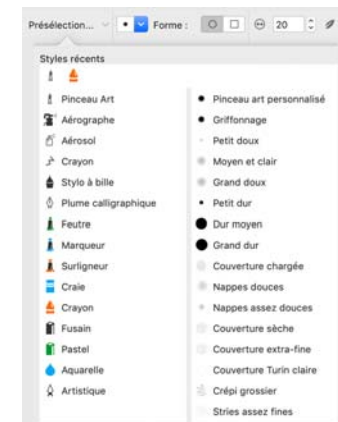 Présélection...
Forme :
20
Styles récents
Pinceau Art
Aérographe
Aérosol
Crayon
Stylo à bille
Plume calligraphique
Feutre
Marqueur
Surligneur
Craie
Crayon
Fusain
Pastel
Aquarelle
Artistique
Pinceau art personnalisé
Griffonnage
Petit doux
Moyen et clair
Grand doux
Petit dur
Dur moyen
Grand dur
Couverture chargée
Nappes douces
Nappes assez douces
Couverture sèche
Couverture extra-fine
Couverture Turin claire
Crépi grossier
Stries assez fines